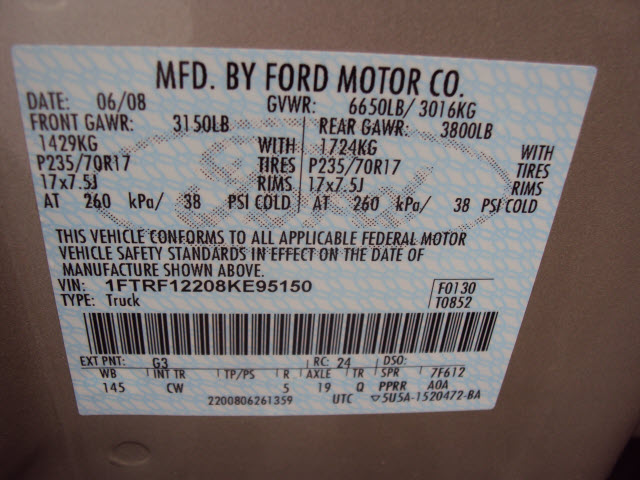 MFD. BY FORD MOTOR CO.
DATE: 06/08 GVWR: 6650LB/ 3016KG
FRONT GAWR: 3150LB REAR GAWR: 3800LB
1429KG WITH 1724KG WITH
P235/70R17 TIRES P235/70R17 TIRES
17x7.5J RIMS 17x7.5J RIMS
AT 260 kPa/ 38 PSI COLD AT 260 kPa/ 38 PSI COLD
THIS VEHICLE CONFORMS TO ALL APPLICABLE FEDERAL MOTOR
VEHICLE SAFETY STANDARDS IN EFFECT ON THE DATE OF
MANUFACTURE SHOWN ABOVE.
VIN: 1FTRF12208KE95150 F0130
TYPE: Truck T0852
EXT PNT: G3 RC: 24 DSO:
WB INT TR TP/PS R AXLE TR SPR 7F612
145 CW 5 19 Q PPRR A0A
2200806261359 UTC ▽5U5A-1520472-BA